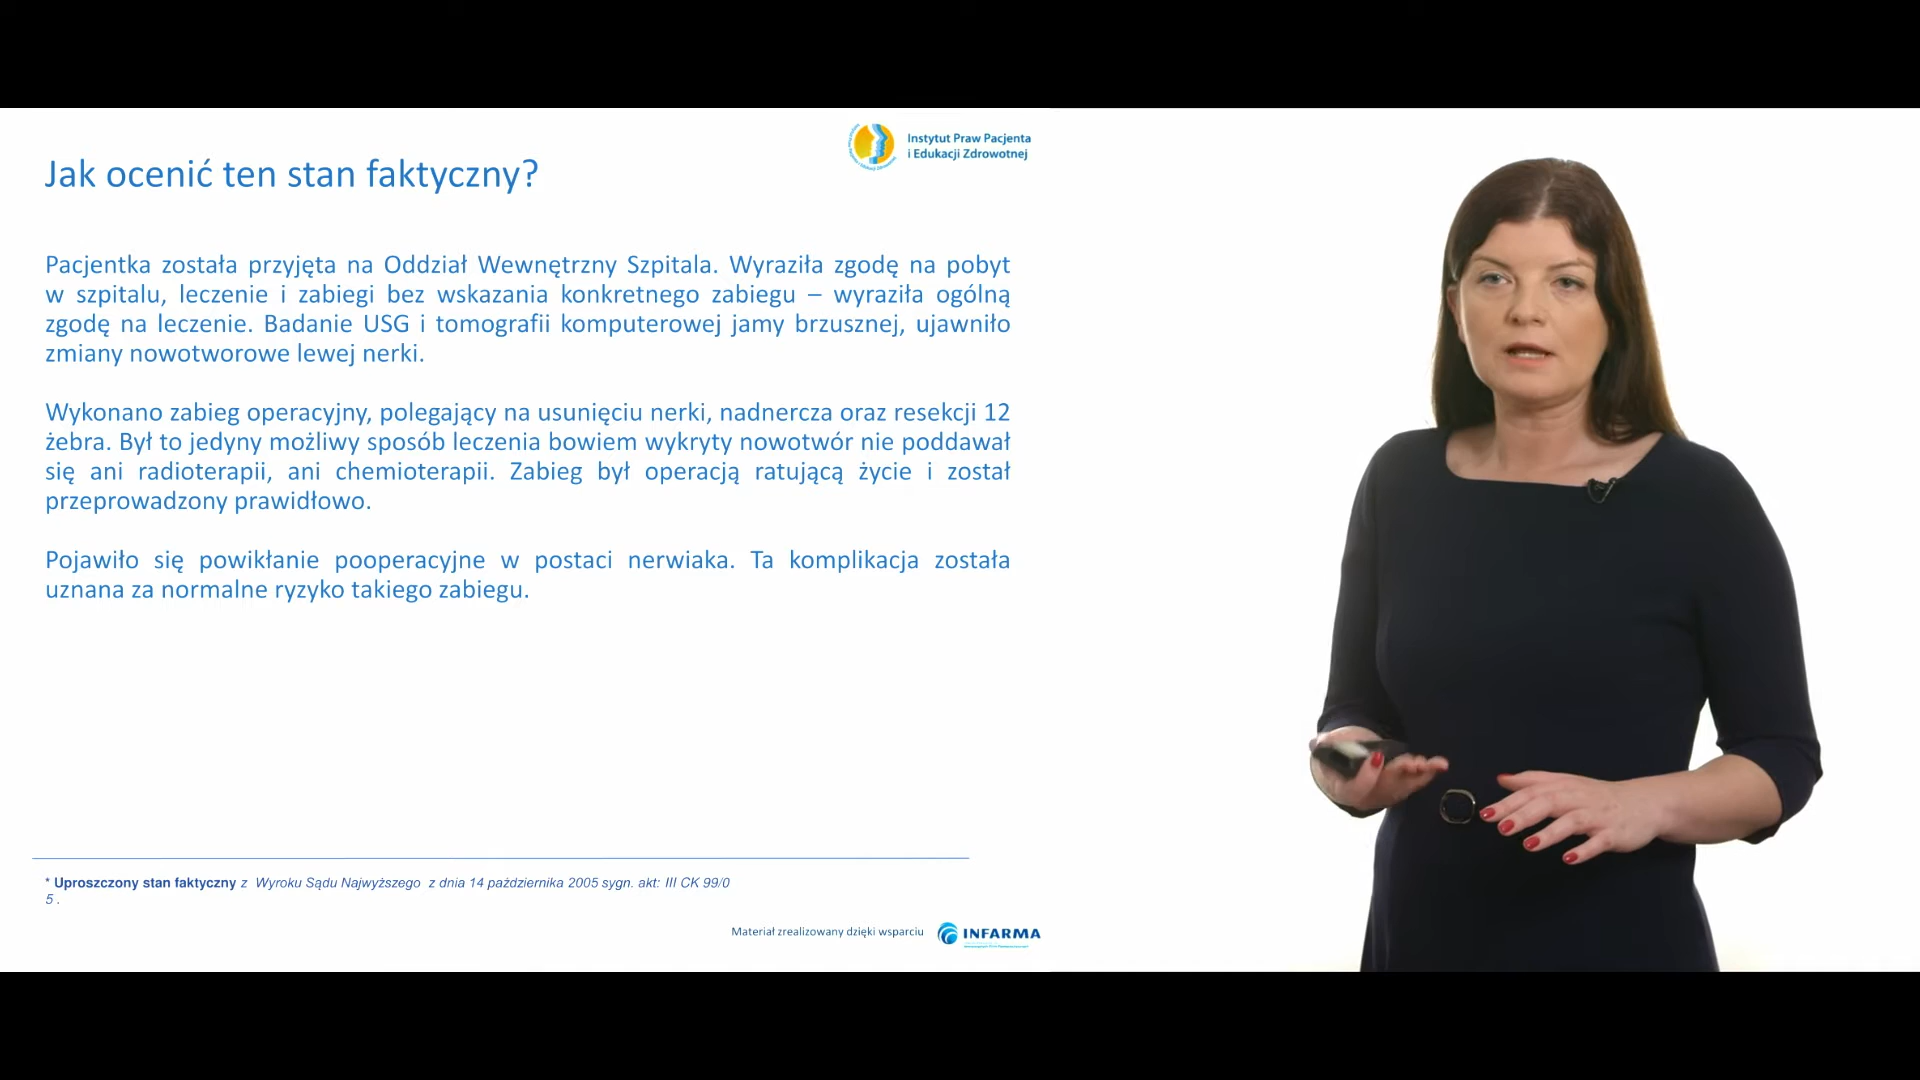 Instytut Praw Pacjenta
i Edukacji Zdrowotnej
Jak ocenić ten stan faktyczny?
Pacjentka została przyjęta na Oddział Wewnętrzny Szpitala. Wyraziła zgodę na pobyt
w szpitalu, leczenie i zabiegi bez wskazania konkretnego zabiegu – wyraziła ogólną
zgodę na leczenie. Badanie USG i tomografii komputerowej jamy brzusznej, ujawniło
zmiany nowotworowe lewej nerki.
Wykonano zabieg operacyjny, polegający na usunięciu nerki, nadnercza oraz resekcji 12
żebra. Był to jedyny możliwy sposób leczenia bowiem wykryty nowotwór nie poddawał
się ani radioterapii, ani chemioterapii. Zabieg był operacją ratującą życie i został
przeprowadzony prawidłowo.
Pojawiło się powikłanie pooperacyjne w postaci nerwiaka. Ta komplikacja została
uznana za normalne ryzyko takiego zabiegu.
* Uproszczony stan faktyczny z Wyroku Sądu Najwyższego z dnia 14 października 2005 sygn. akt: III CK 99/0
5 .
Materiał zrealizowany dzięki wsparciu
INFARMA